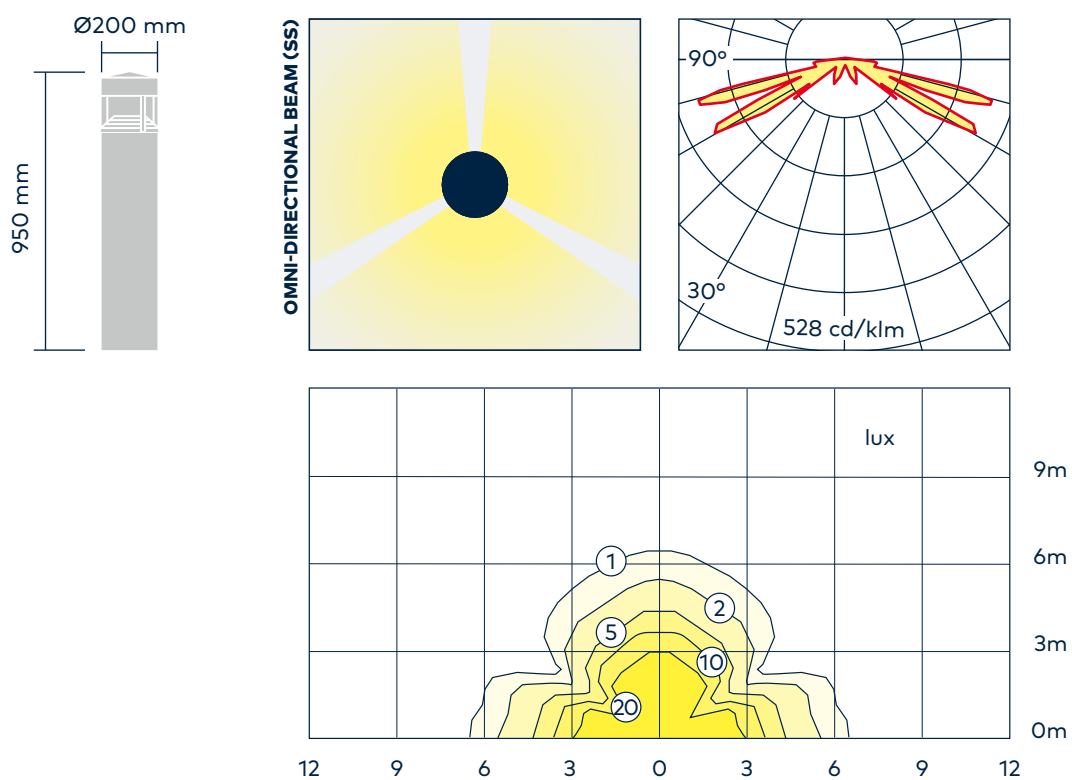 Ø200 mm
950 mm
OMNI-DIRECTIONAL BEAM (SS)
90°
30°
528 cd/klm
lux
9m
6m
3m
0m
1
2
5
10
20
12 9 6 3 0 3 6 9 12